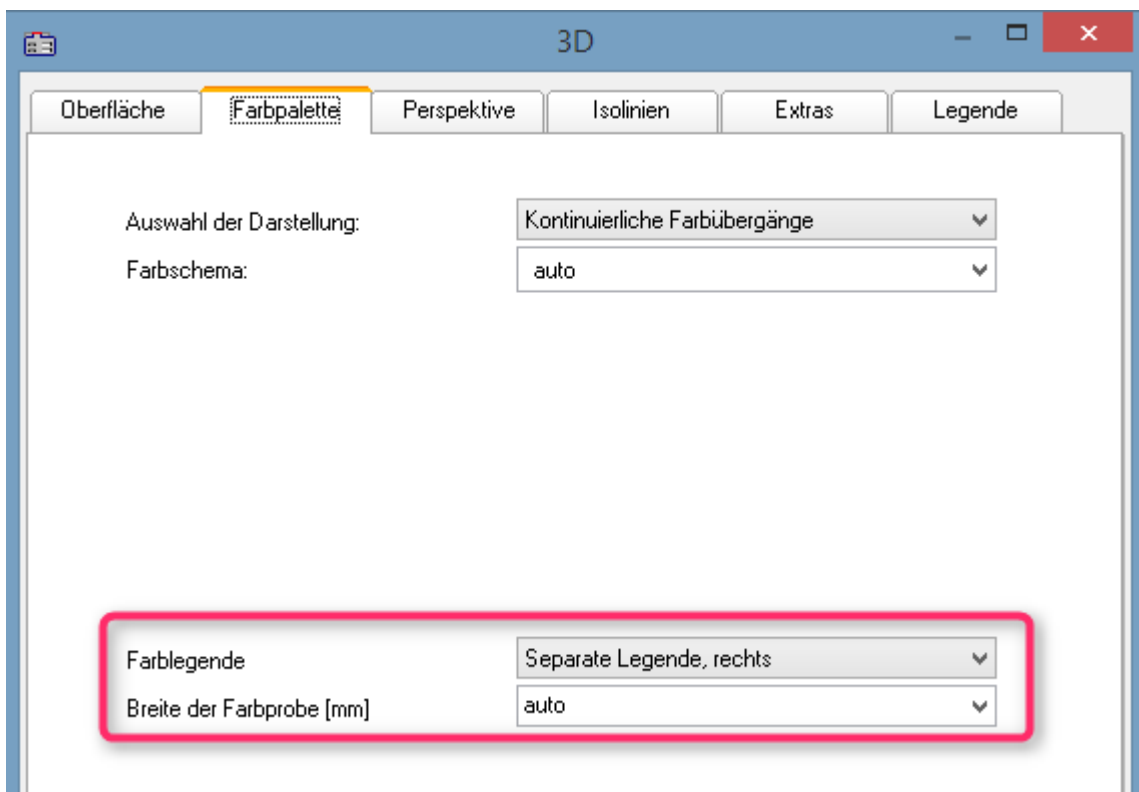 3D
Oberfläche Farbpalette Perspektive Isolinien Extras Legende
Auswahl der Darstellung: Kontinuierliche Farbübergänge
Farbschema: auto
Farblegende Separate Legende, rechts
Breite der Farbprobe [mm] auto